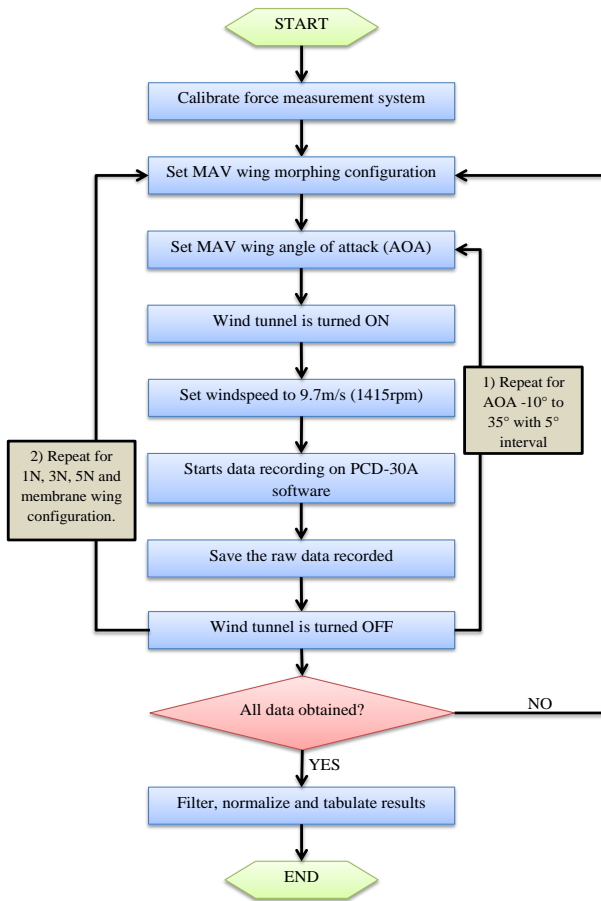 START
Calibrate force measurement system
Set MAV wing morphing configuration
Set MAV wing angle of attack (AOA)
Wind tunnel is turned ON
Set windspeed to 9.7m/s (1415rpm)
1) Repeat for
AOA -10° to
35° with 5°
interval
2) Repeat for
1N, 3N, 5N and
membrane wing
configuration.
Starts data recording on PCD-30A
software
Save the raw data recorded
Wind tunnel is turned OFF
All data obtained?
NO
YES
Filter, normalize and tabulate results
END